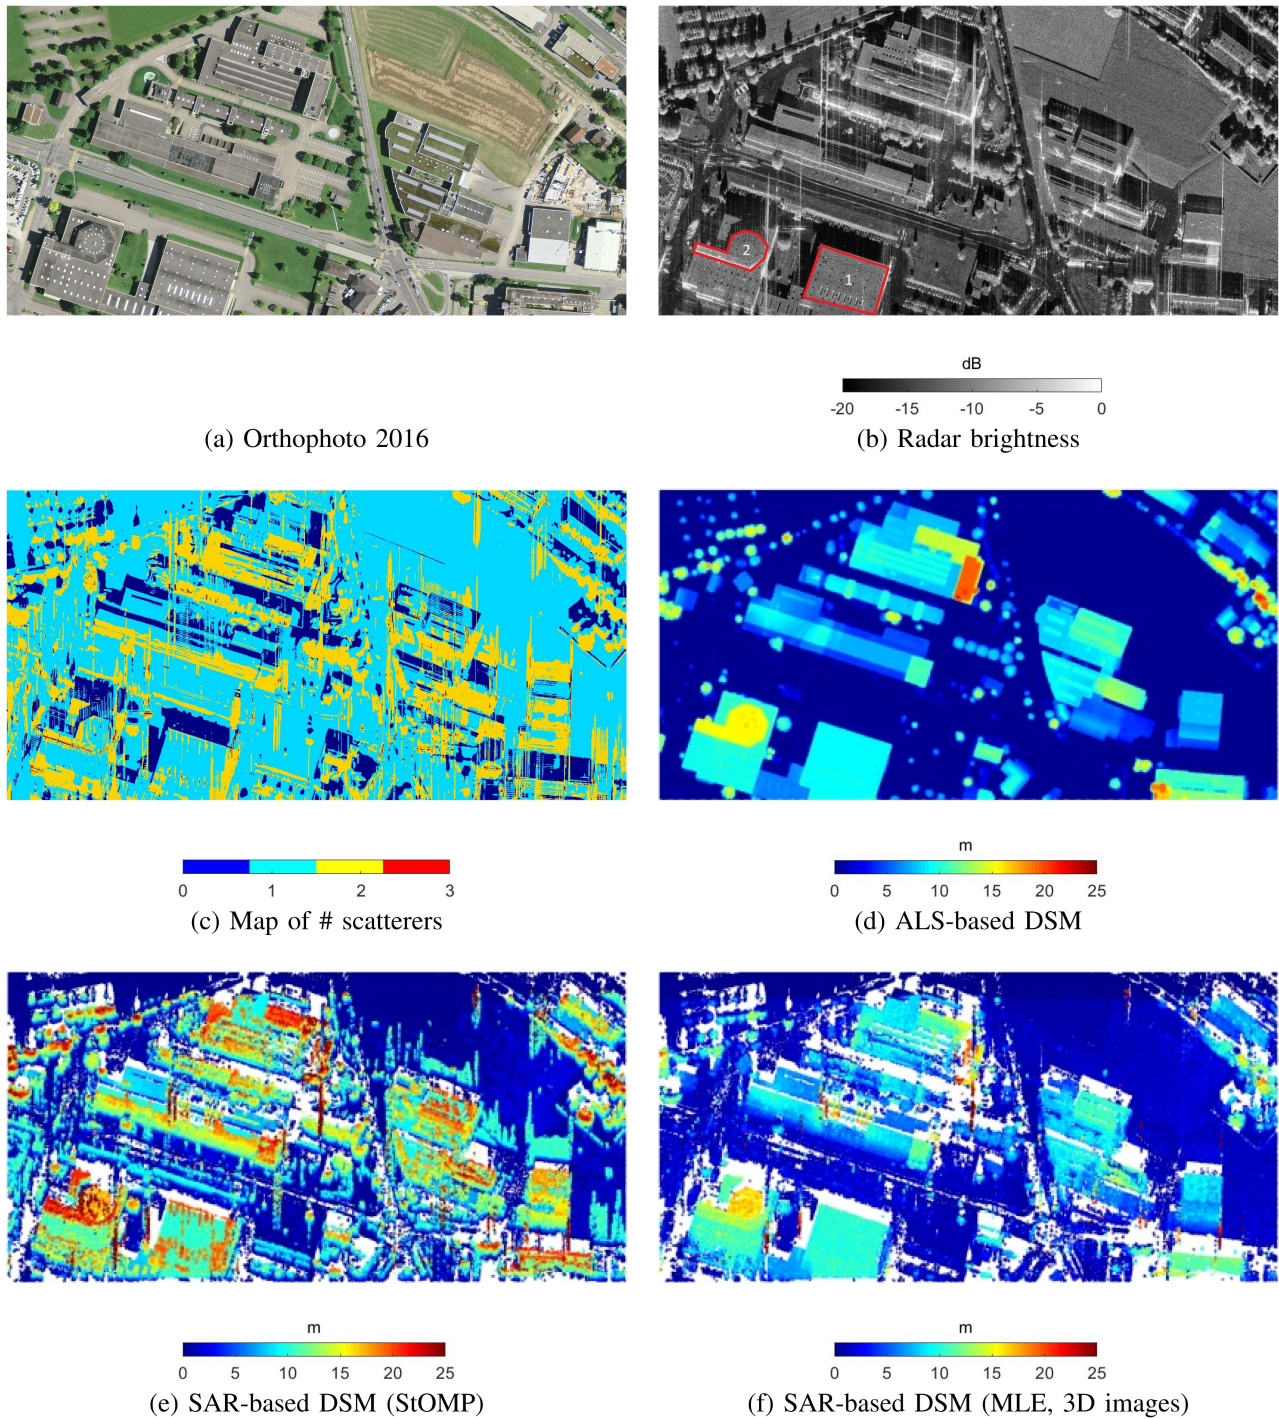 2
1
dB
-20 -15 -10 -5 0
(a) Orthophoto 2016
(b) Radar brightness
0 1 2 3
(c) Map of # scatterers
m
0 5 10 15 20 25
(d) ALS-based DSM
m
0 5 10 15 20 25
(e) SAR-based DSM (StOMP)
m
0 5 10 15 20 25
(f) SAR-based DSM (MLE, 3D images)